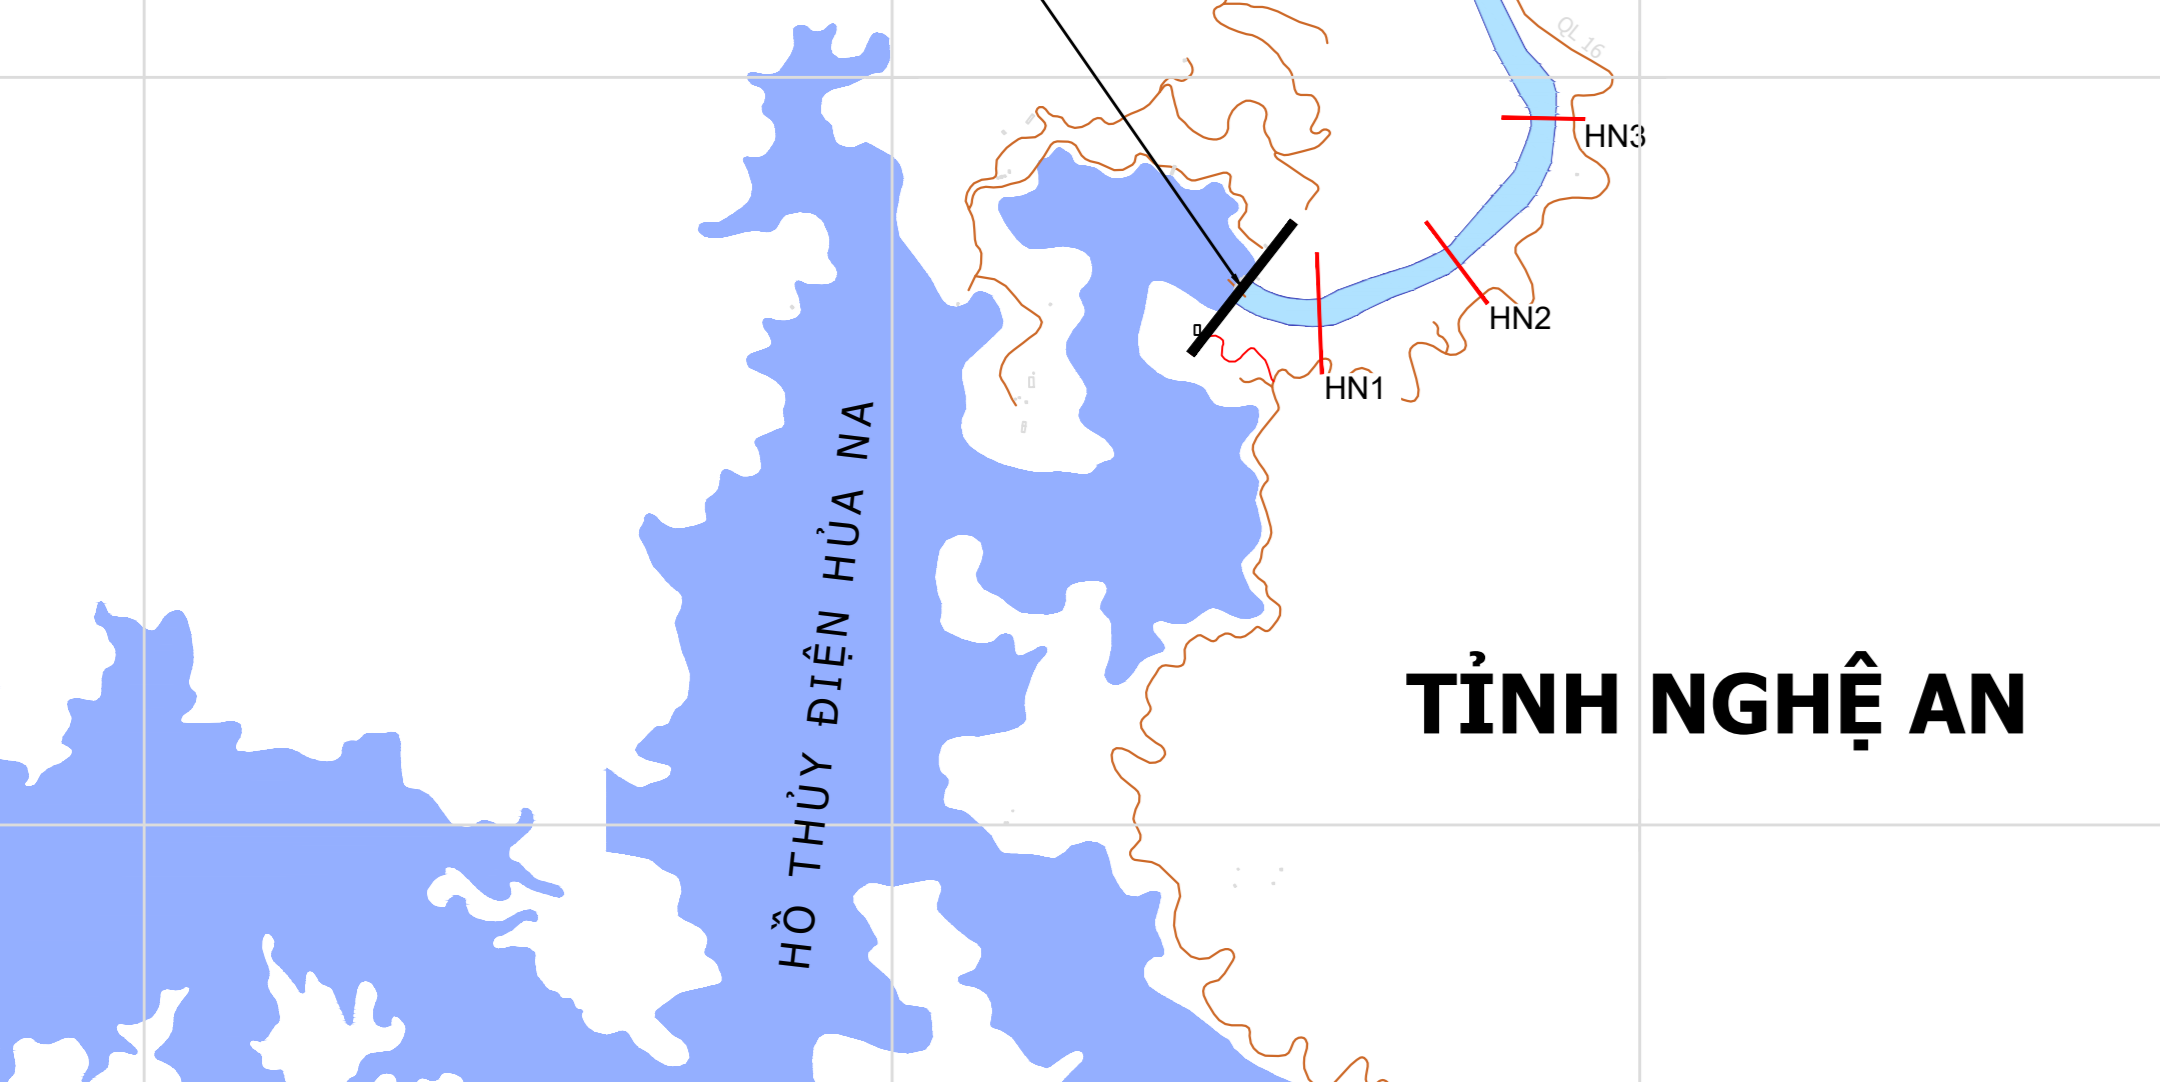 QL 16
HN3
HN2
HN1
HỒ THỦY ĐIỆN HỦA NA
TỈNH NGHỆ AN